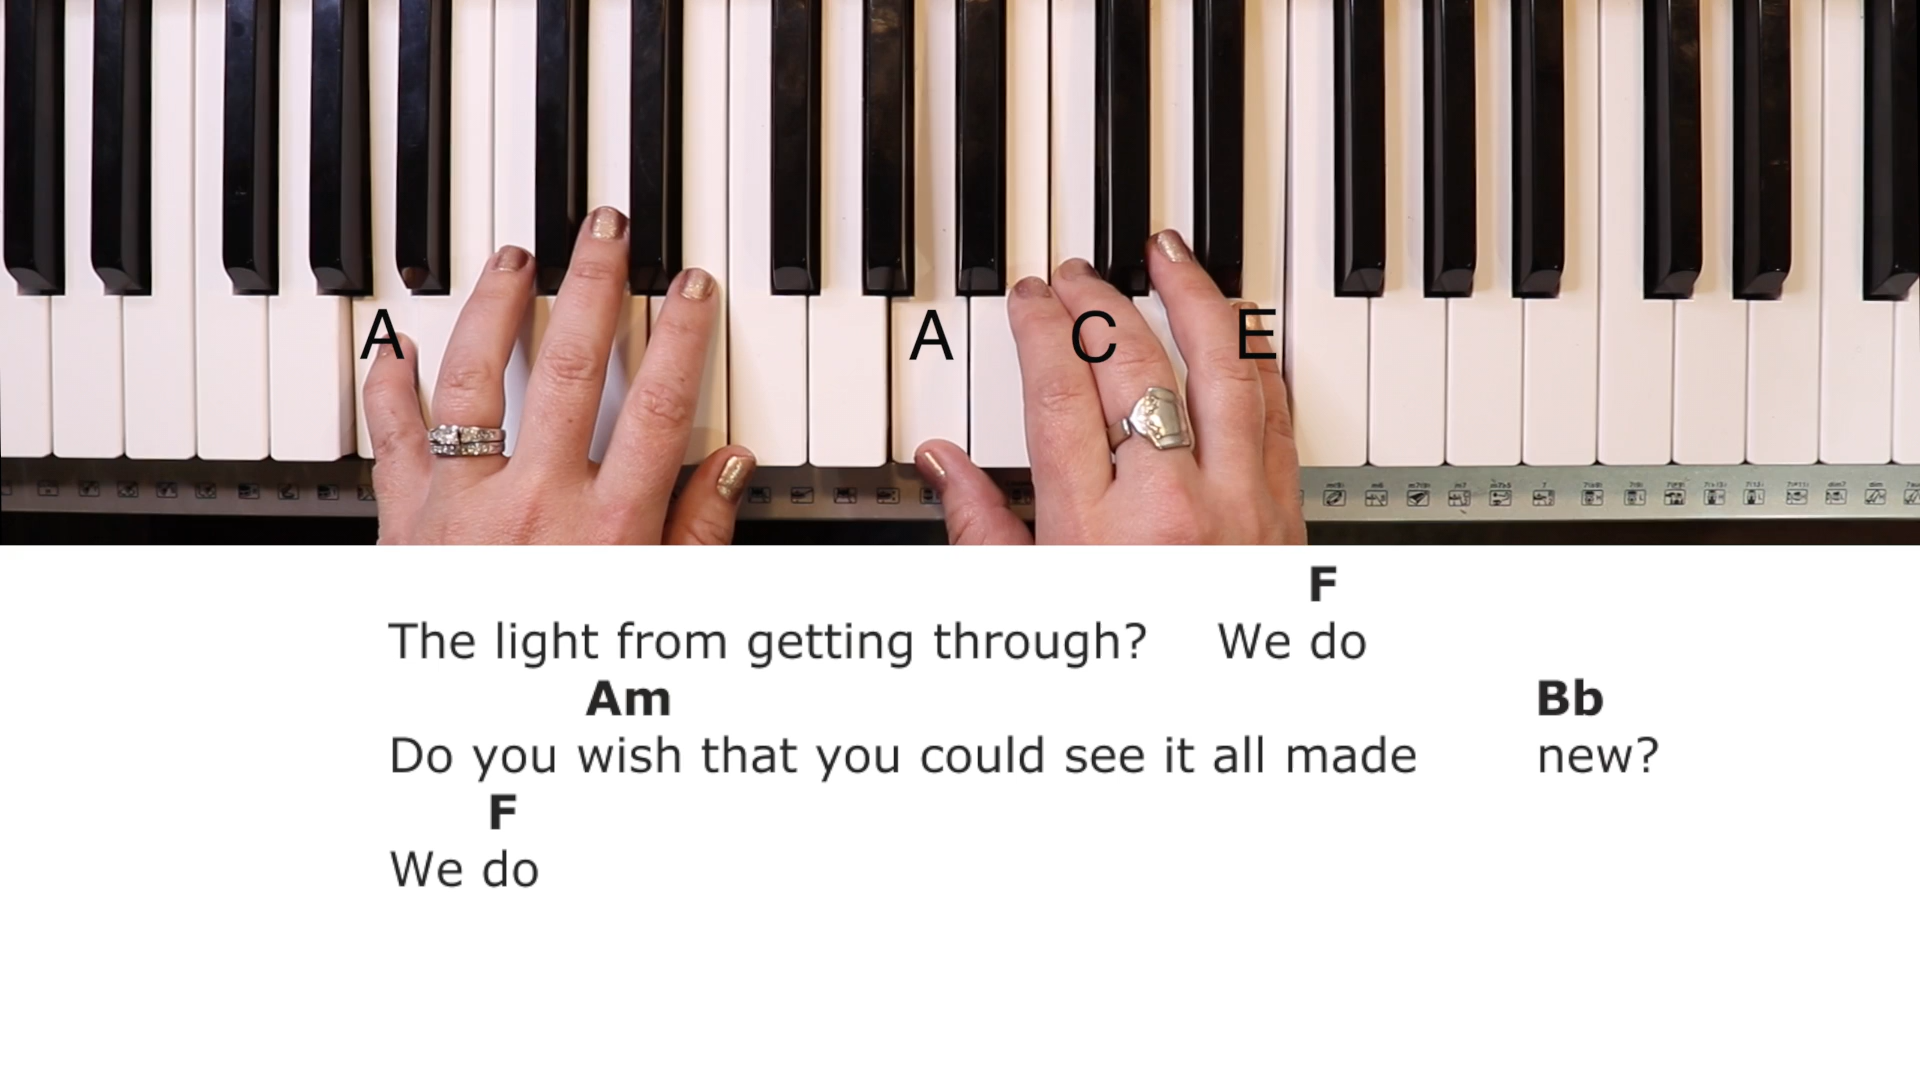 A A C E
F
The light from getting through? We do
Am Bb
Do you wish that you could see it all made new?
F
We do